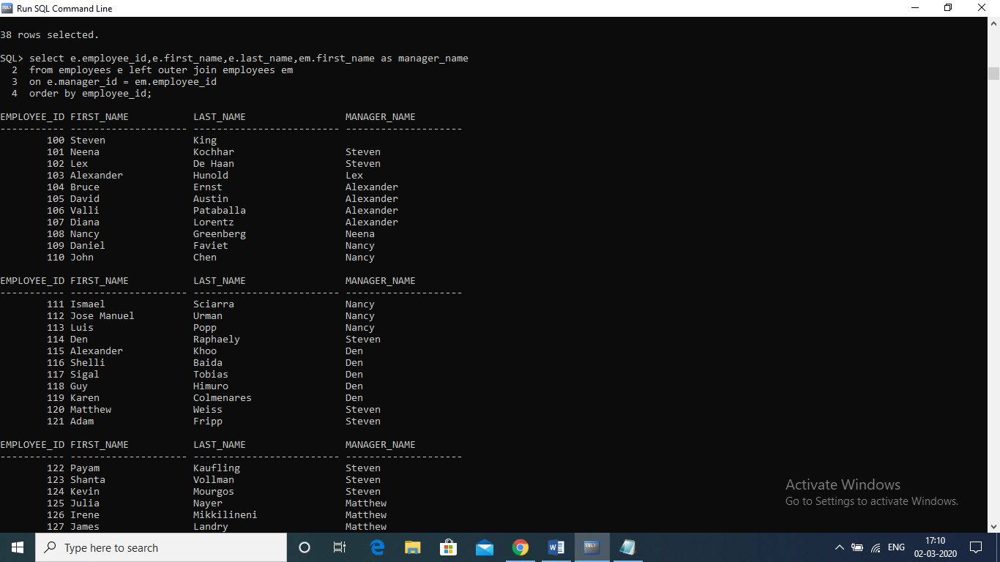 Run SQL Command Line
38 rows selected.
SQL> select e.employee_id,e.first_name,e.last_name,em.first_name as manager_name
2 from employees e left outer join employees em
3 on e.manager_id = em.employee_id
4 order by employee_id;
EMPLOYEE_ID FIRST_NAME LAST_NAME MANAGER_NAME
----------- -------------------- ------------------------- --------------------
100 Steven King
101 Neena Kochhar Steven
102 Lex De Haan Steven
103 Alexander Hunold Lex
104 Bruce Ernst Alexander
105 David Austin Alexander
106 Valli Pataballa Alexander
107 Diana Lorentz Alexander
108 Nancy Greenberg Neena
109 Daniel Faviet Nancy
110 John Chen Nancy
EMPLOYEE_ID FIRST_NAME LAST_NAME MANAGER_NAME
----------- -------------------- ------------------------- --------------------
111 Ismael Sciarra Nancy
112 Jose Manuel Urman Nancy
113 Luis Popp Nancy
114 Den Raphaely Steven
115 Alexander Khoo Den
116 Shelli Baida Den
117 Sigal Tobias Den
118 Guy Himuro Den
119 Karen Colmenares Den
120 Matthew Weiss Steven
121 Adam Fripp Steven
EMPLOYEE_ID FIRST_NAME LAST_NAME MANAGER_NAME
----------- -------------------- ------------------------- --------------------
122 Payam Kaufling Steven
123 Shanta Vollman Steven
124 Kevin Mourgos Steven
125 Julia Nayer Matthew
126 Irene Mikkilineni Matthew
127 James Landry Matthew
Activate Windows
Go to Settings to activate Windows.
Type here to search
ENG
17:10
02-03-2020